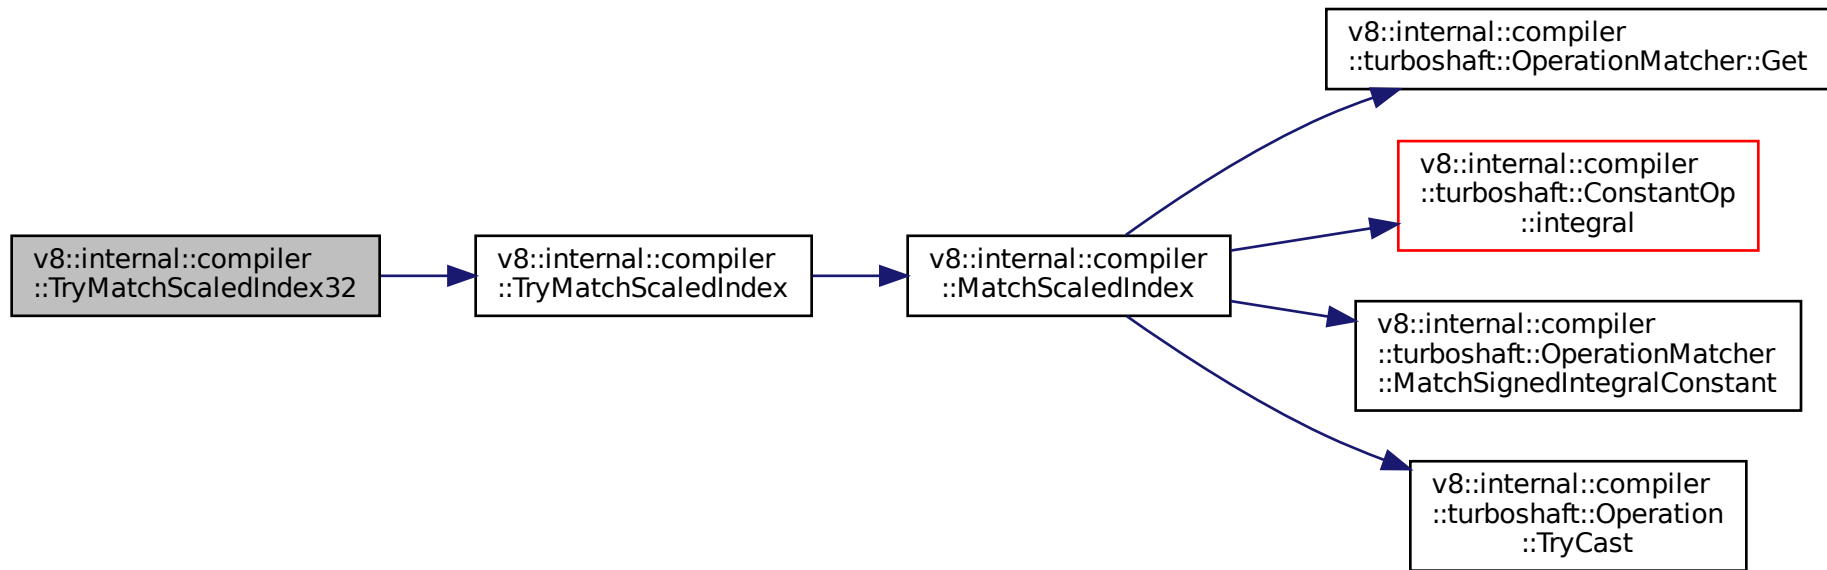 v8::internal::compiler
::TryMatchScaledIndex32
v8::internal::compiler
::TryMatchScaledIndex
v8::internal::compiler
::MatchScaledIndex
v8::internal::compiler
::turboshaft::OperationMatcher::Get
v8::internal::compiler
::turboshaft::ConstantOp
::integral
v8::internal::compiler
::turboshaft::OperationMatcher
::MatchSignedIntegralConstant
v8::internal::compiler
::turboshaft::Operation
::TryCast